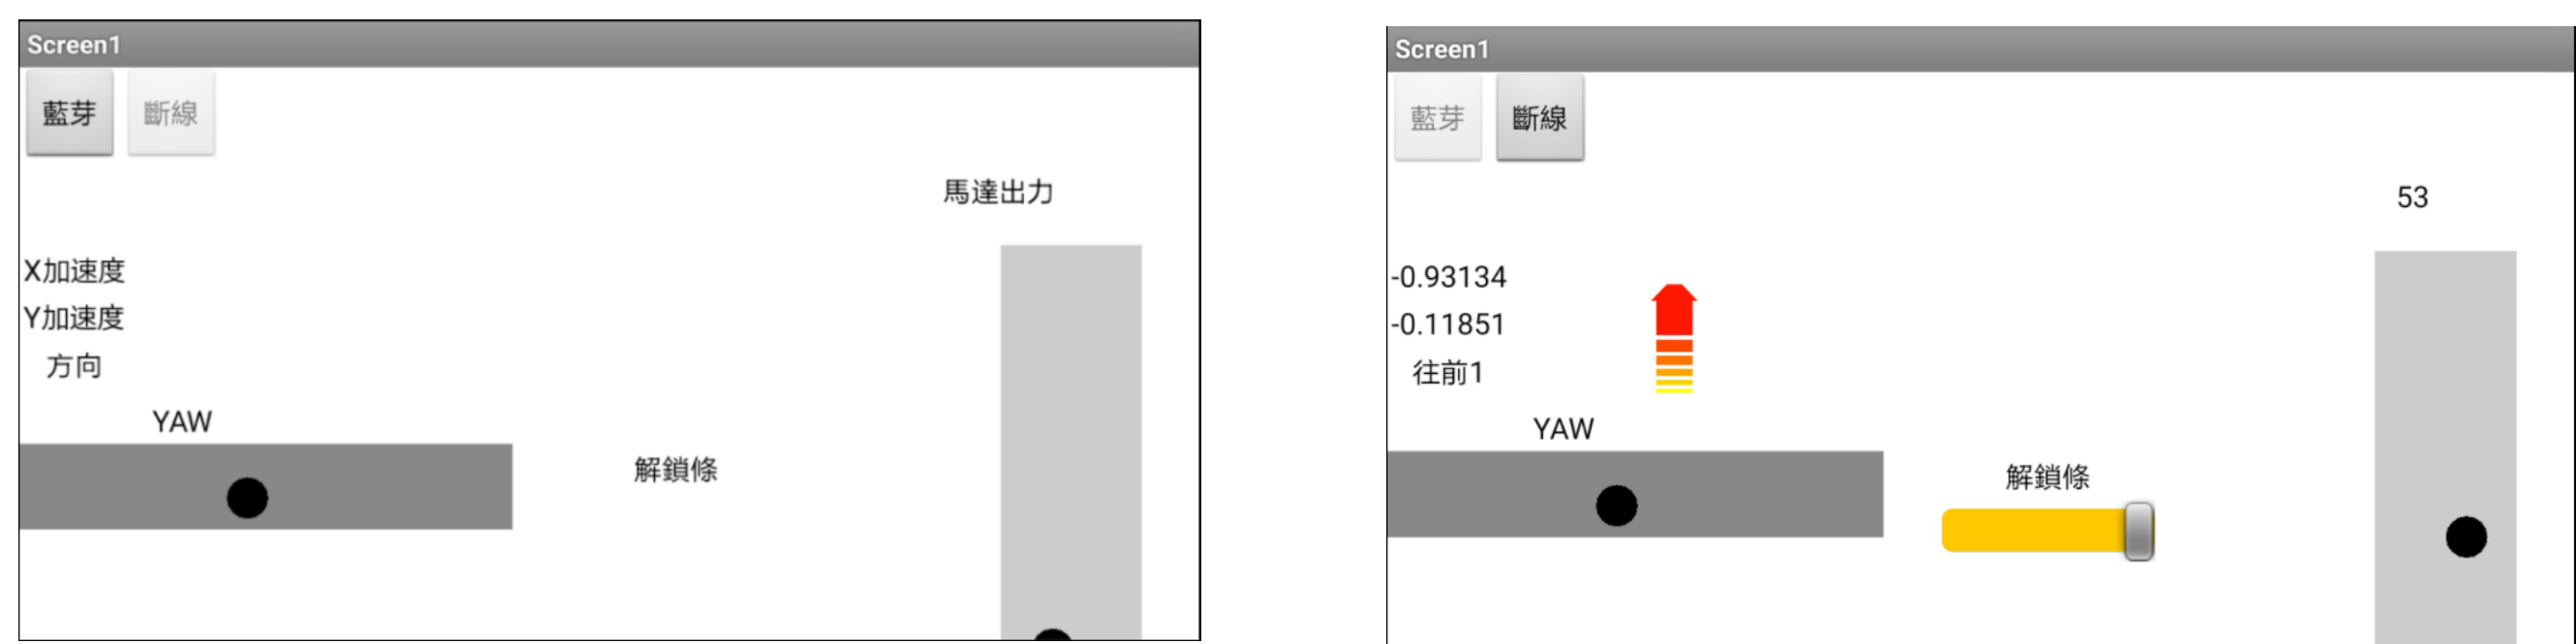 Screen1
藍芽 斷線
馬達出力
X加速度
Y加速度
方向
YAW
解鎖條
Screen1
藍芽 斷線
53
-0.93134
-0.11851
往前1
YAW
解鎖條